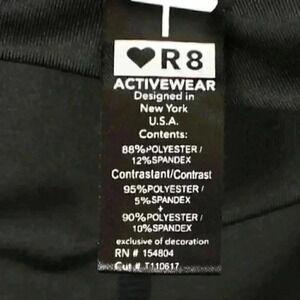 ♥R8
ACTIVEWEAR
Designed in
New York
U.S.A.
Contents:
88%POLYESTER /
12%SPANDEX
Contrastant/Contrast
95%POLYESTER /
5%SPANDEX
+
90%POLYESTER /
10%SPANDEX
exclusive of decoration
RN # 154804
Cut # T110617